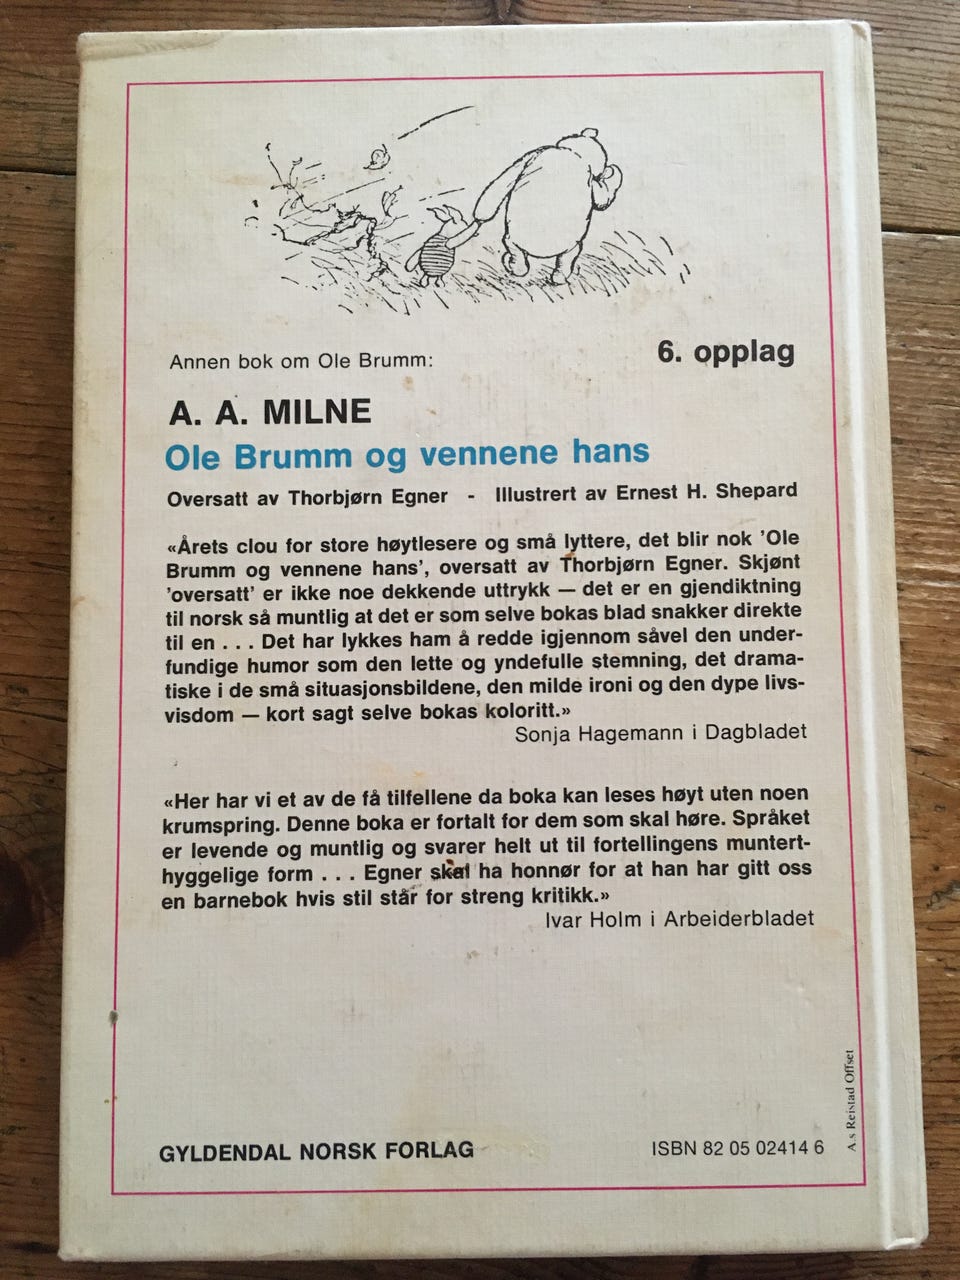 Annen bok om Ole Brumm:
6. opplag
A. A. MILNE
Ole Brumm og vennene hans
Oversatt av Thorbjørn Egner - Illustrert av Ernest H. Shepard
«Årets clou for store høytlesere og små lyttere, det blir nok 'Ole
Brumm og vennene hans', oversatt av Thorbjørn Egner. Skjønt
'oversatt' er ikke noe dekkende uttrykk — det er en gjendiktning
til norsk så muntlig at det er som selve bokas blad snakker direkte
til en . . . Det har lykkes ham å redde igjennom såvel den under-
fundige humor som den lette og yndefulle stemning, det drama-
tiske i de små situasjonsbildene, den milde ironi og den dype livs-
visdom — kort sagt selve bokas koloritt.»
Sonja Hagemann i Dagbladet
«Her har vi et av de få tilfellene da boka kan leses høyt uten noen
krumspring. Denne boka er fortalt for dem som skal høre. Språket
er levende og muntlig og svarer helt ut til fortellingens muntert-
hyggelige form . . . Egner skal ha honnør for at han har gitt oss
en barnebok hvis stil står for streng kritikk.»
Ivar Holm i Arbeiderbladet
GYLDENDAL NORSK FORLAG
ISBN 82 05 02414 6
A.s Reistad Offset